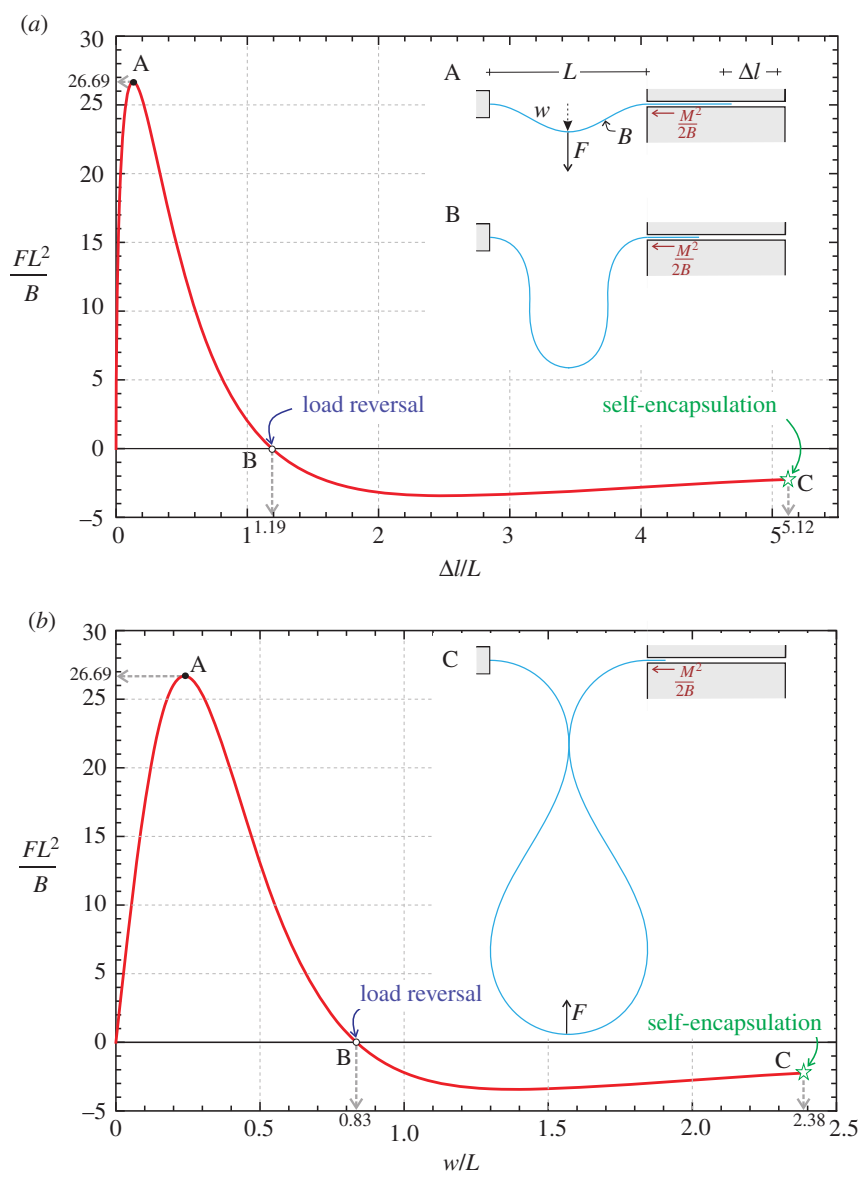 (a)
30
A
26.69
25
20
15
10
5
0
−5
FL²
B
A
L
Δl
w
F
B
M²
2B
B
M²
2B
load reversal
B
self-encapsulation
C
0
1
1.19
2
3
4
5
5.12
Δl/L
(b)
30
A
26.69
25
20
15
10
5
0
−5
FL²
B
C
M²
2B
F
load reversal
B
self-encapsulation
C
0
0.5
0.83
1.0
1.5
2.0
2.38
2.5
w/L